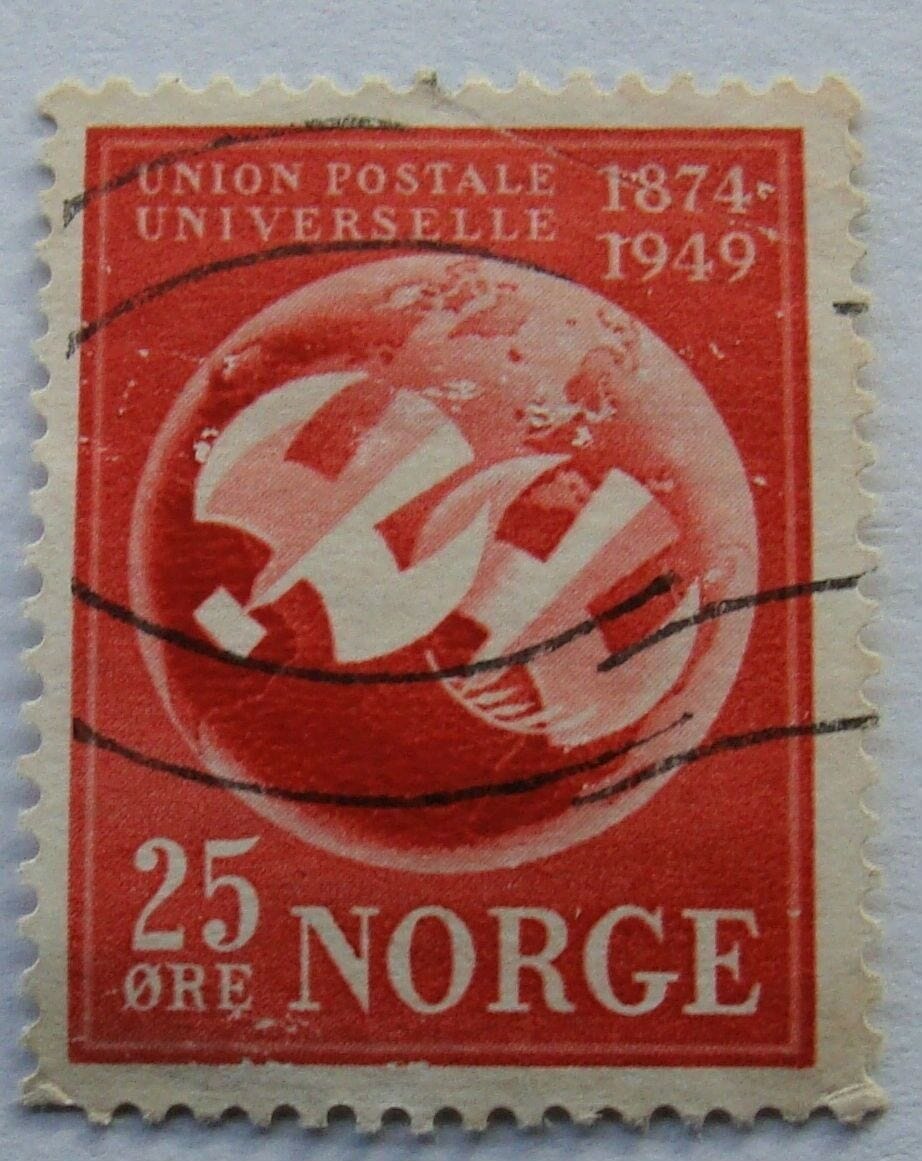 UNION POSTALE
UNIVERSELLE
1874
1949
25
ØRE
NORGE